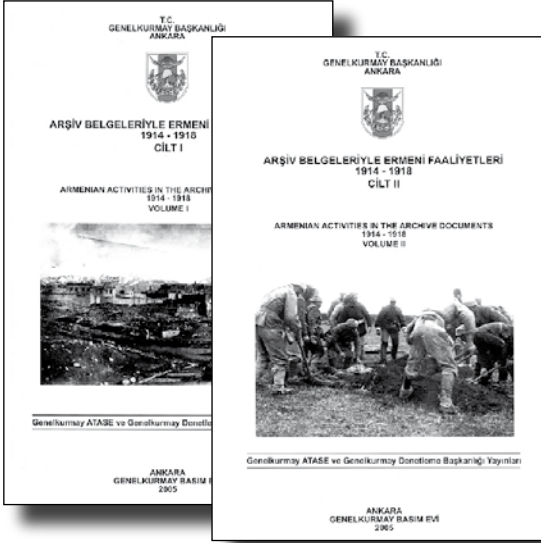 T.C.
GENELKURMAY BAŞKANLIĞI
ANKARA
ARŞİV BELGELERİYLE ERMENİ
1914 - 1918
CİLT I
ARMENIAN ACTIVITIES IN THE
1914 - 1918
VOLUME I
Genelkurmay ATASE ve Genelkurmay
ANKARA
GENELKURMAY BASIM
2005
T.C.
GENELKURMAY BAŞKANLIĞI
ANKARA
ARŞİV BELGELERİYLE ERMENİ FAALİYETLERİ
1914 - 1918
CİLT II
ARMENIAN ACTIVITIES IN THE ARCHIVE DOCUMENTS
1914 - 1918
VOLUME II
Genelkurmay ATASE ve Genelkurmay Denetleme Başkanlığı Yayınları
ANKARA
GENELKURMAY BASIM EVİ
2005